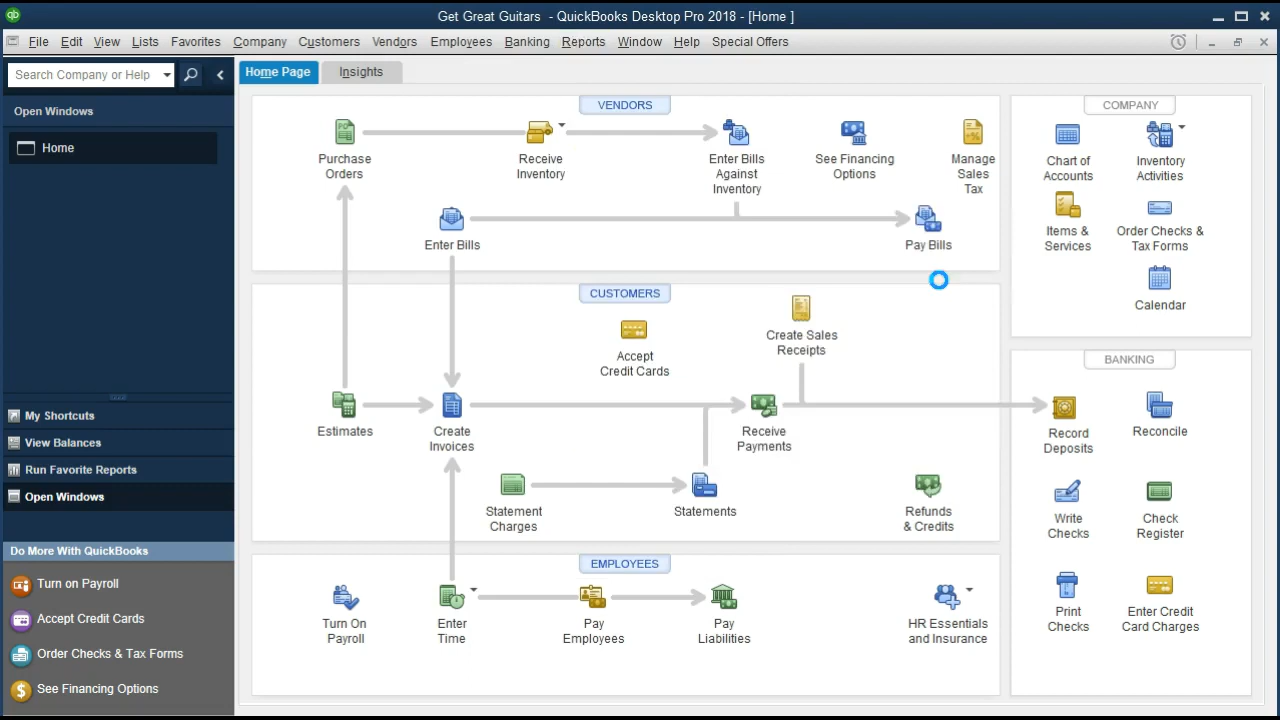 Get Great Guitars - QuickBooks Desktop Pro 2018 - [Home ]
File Edit View Lists Favorites Company Customers Vendors Employees Banking Reports Window Help Special Offers
Search Company or Help
Home Page
Insights
Open Windows
Home
My Shortcuts
View Balances
Run Favorite Reports
Open Windows
Do More With QuickBooks
Turn on Payroll
Accept Credit Cards
Order Checks & Tax Forms
See Financing Options
VENDORS
Purchase
Orders
Receive
Inventory
Enter Bills
Against
Inventory
See Financing
Options
Manage
Sales
Tax
Enter Bills
Pay Bills
CUSTOMERS
Accept
Credit Cards
Create Sales
Receipts
Estimates
Create
Invoices
Receive
Payments
Statement
Charges
Statements
Refunds
& Credits
EMPLOYEES
Turn On
Payroll
Enter
Time
Pay
Employees
Pay
Liabilities
HR Essentials
and Insurance
COMPANY
Chart of
Accounts
Inventory
Activities
Items &
Services
Order Checks &
Tax Forms
Calendar
BANKING
Record
Deposits
Reconcile
Write
Checks
Check
Register
Print
Checks
Enter Credit
Card Charges